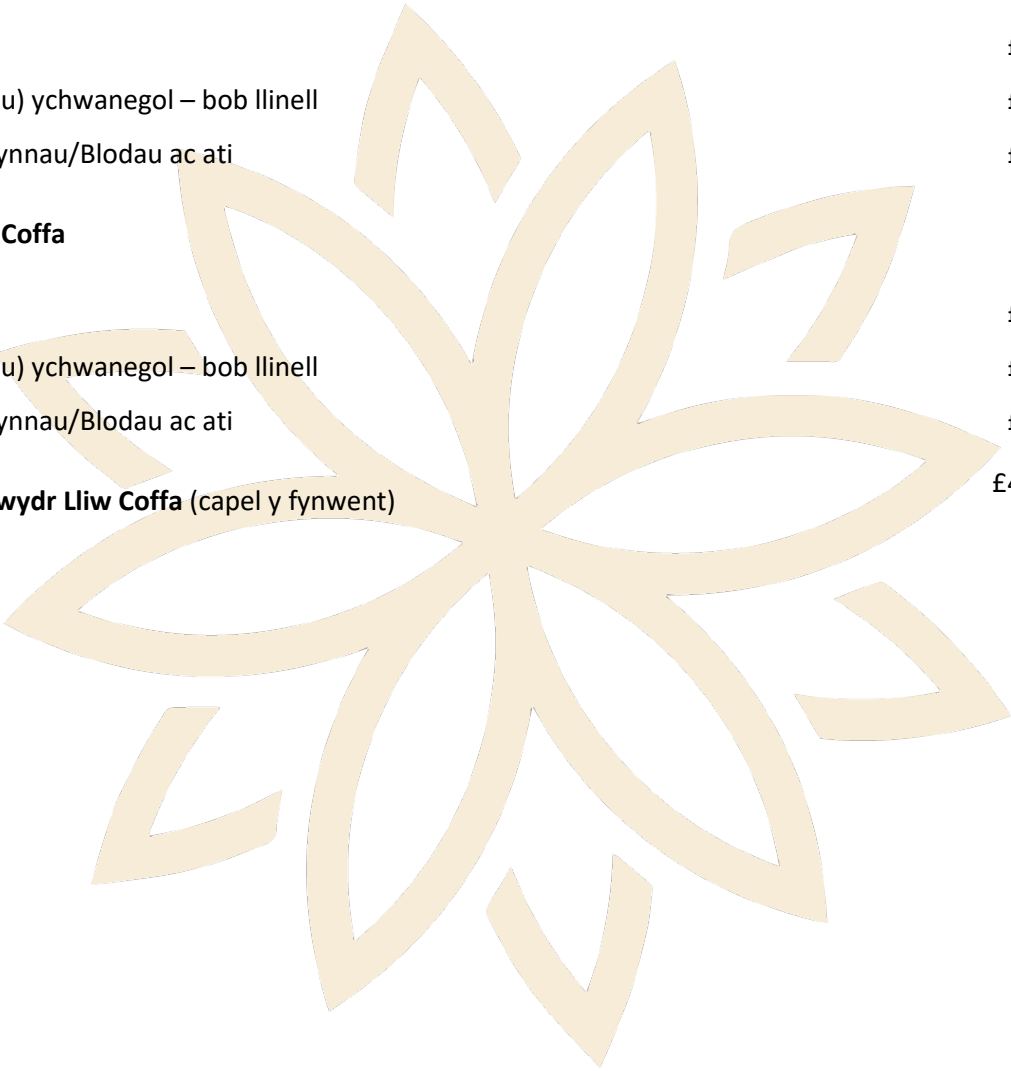 £
u) ychwanegol – bob llinell £
ynnau/Blodau ac ati £
Coffa
£
u) ychwanegol – bob llinell £
ynnau/Blodau ac ati £
wydr Lliw Coffa (capel y fynwent) £4